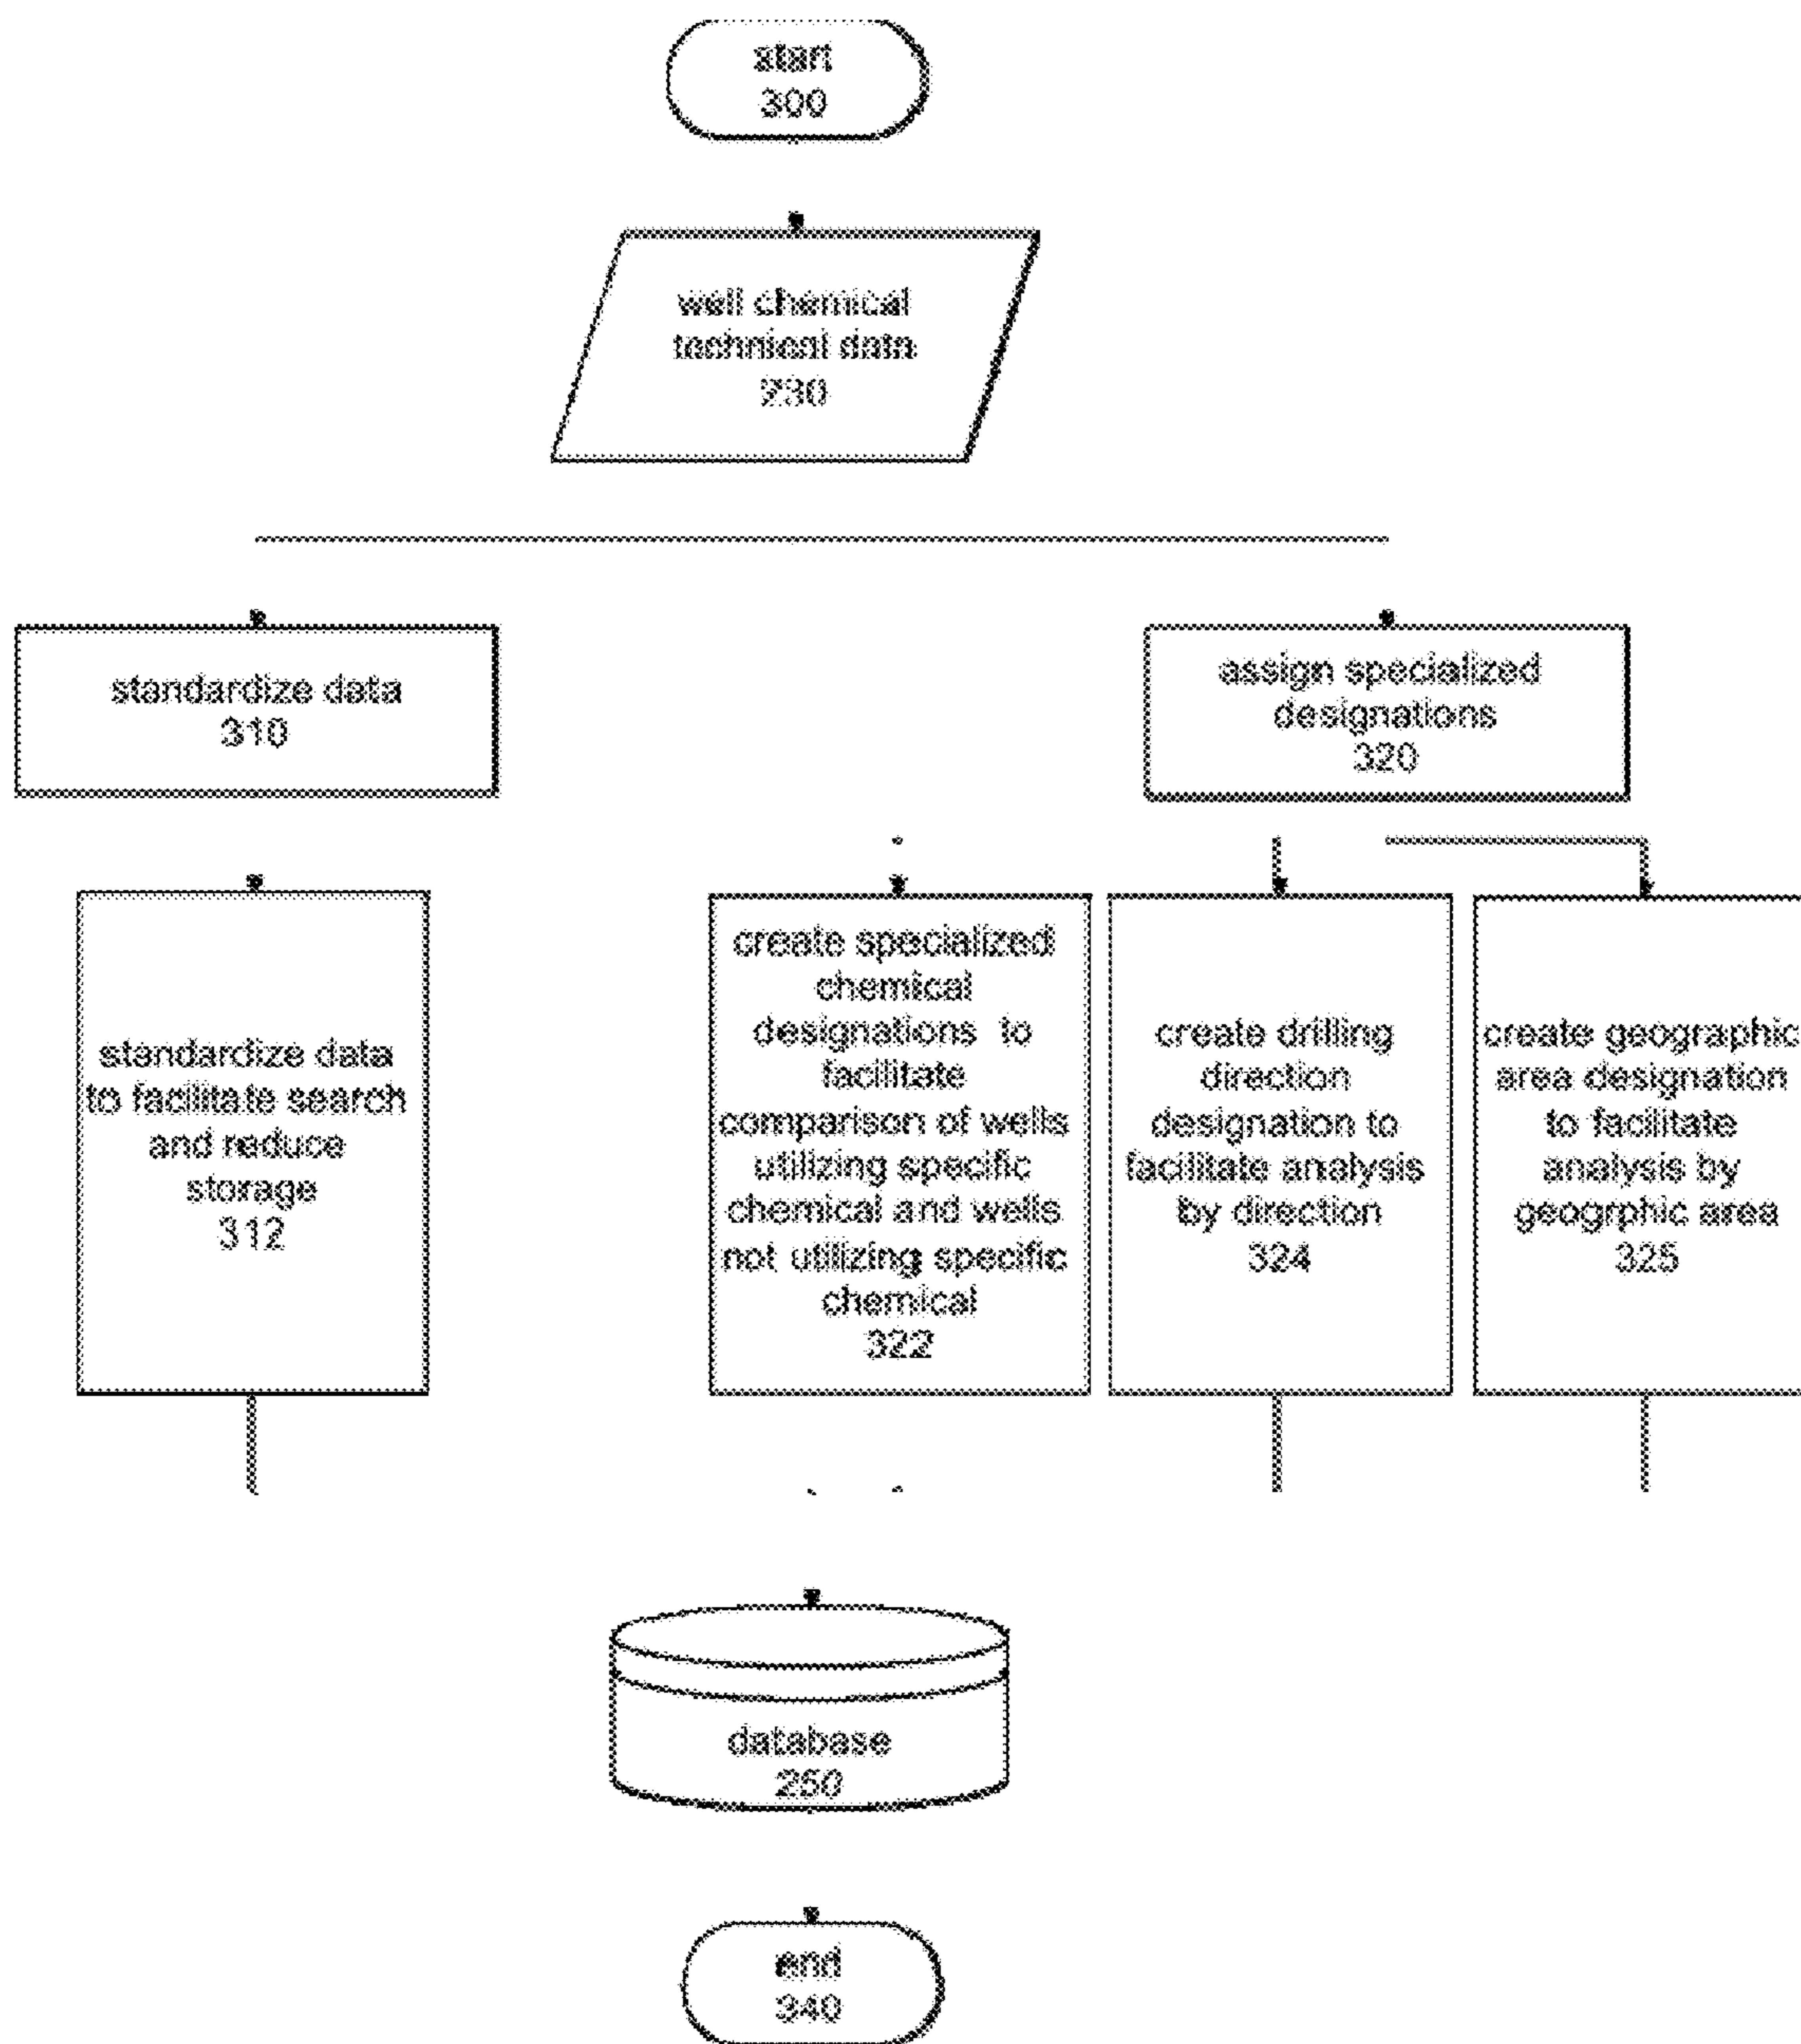 start
300
well chemical
technical data
230
standardize data
310
assign specialized
designations
320
standardize data
to facilitate search
and reduce
storage
312
create specialized
chemical
designations to
facilitate
comparison of wells
utilizing specific
chemical and wells
not utilizing specific
chemical
322
create drilling
direction
designation to
facilitate analysis
by direction
324
create geographic
area designation
to facilitate
analysis by
geogrphic area
325
database
250
end
340